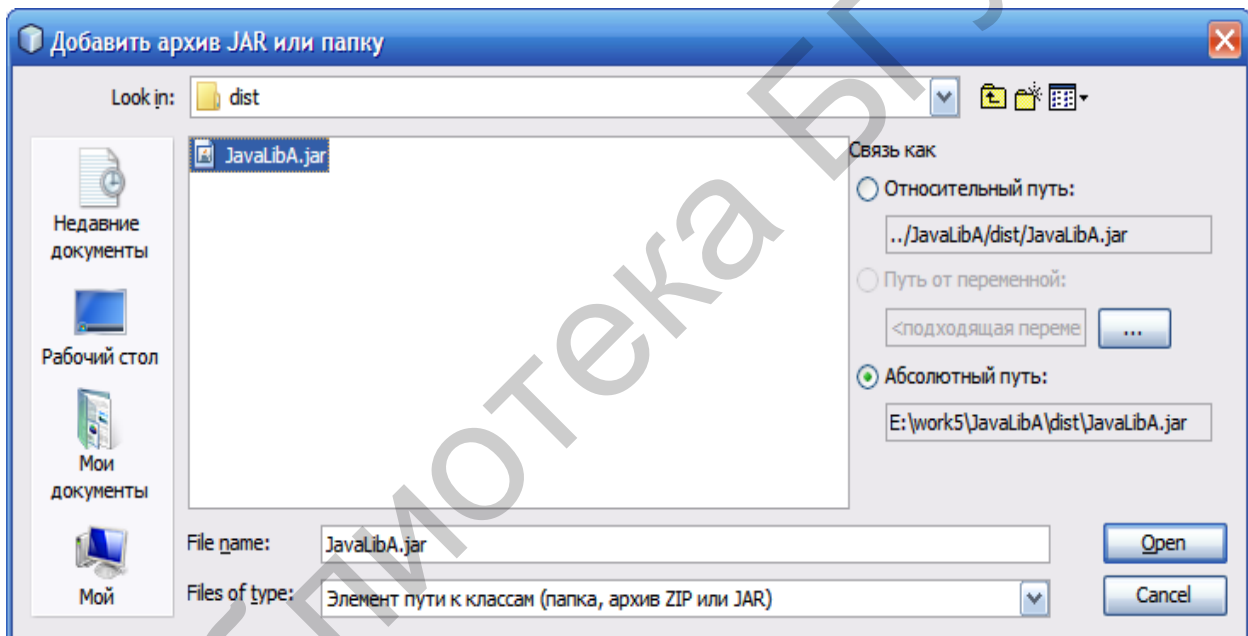 Добавить архив JAR или папку
Look in: dist
JavaLibA.jar
Недавние
документы
Рабочий стол
Мои
документы
Мой
Связь как
Относительный путь:
../JavaLibA/dist/JavaLibA.jar
Путь от переменной:
<подходящая переме
...
Абсолютный путь:
E:\work5\JavaLibA\dist\JavaLibA.jar
File name: JavaLibA.jar
Open
Files of type: Элемент пути к классам (папка, архив ZIP или JAR)
Cancel